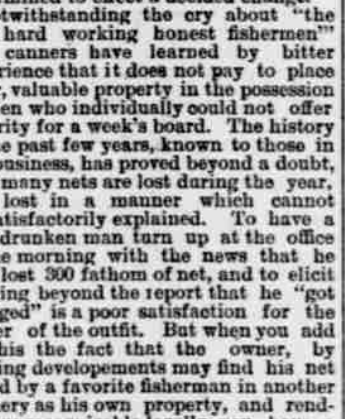 twithstanding the cry about "the
hard working honest fishermen"'
canners have learned by bitter
rience that it does not pay to place
, valuable property in the possession
en who individually could not offer
rity for a week's board. The history
e past few years, known to those in
business, has proved beyond a doubt,
many nets are lost during the year,
lost in a manner which cannot
tisfactorily explained. To have a
drunken man turn up at the office
e morning with the news that he
lost 300 fathom of net, and to elicit
ing beyond the report that he "got
ged" is a poor satisfaction for the
er of the outfit. But when you add
his the fact that the owner, by
ing developements may find his net
d by a favorite fisherman in another
ery as his own property, and rend-